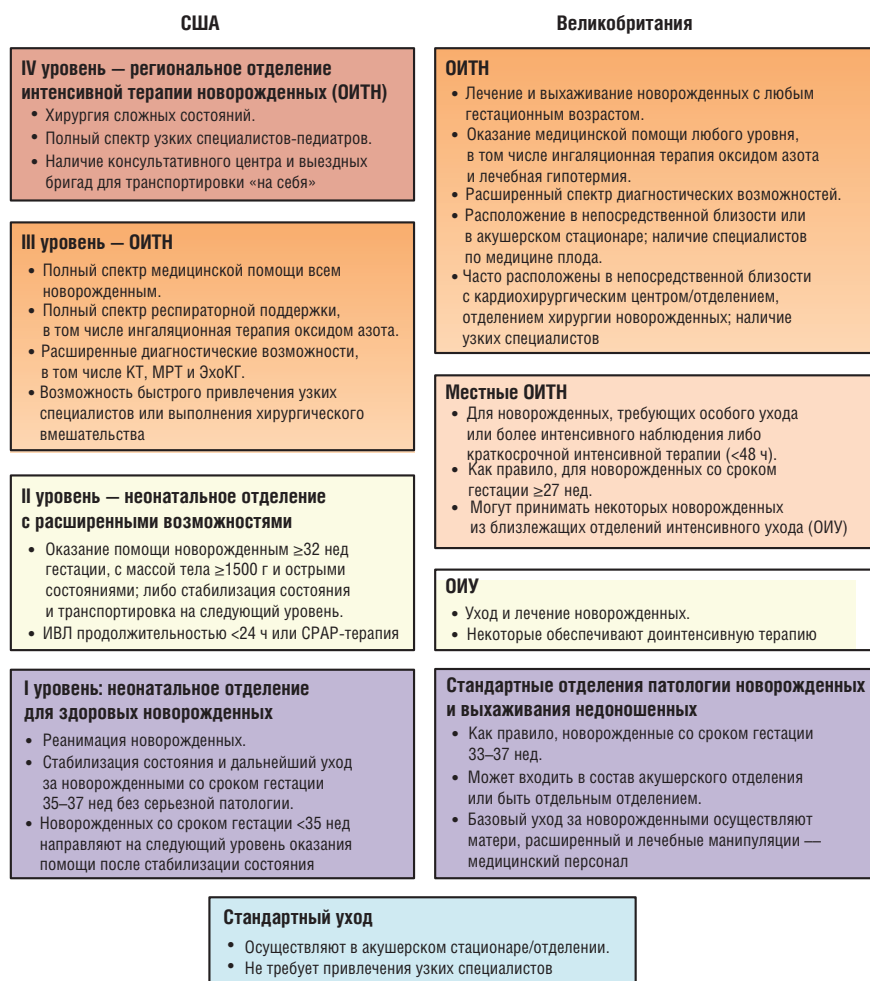 США
IV уровень — региональное отделение
интенсивной терапии новорожденных (ОИТН)
• Хирургия сложных состояний.
• Полный спектр узких специалистов-педиатров.
• Наличие консультативного центра и выездных
бригад для транспортировки «на себя»
III уровень — ОИТН
• Полный спектр медицинской помощи всем
новорожденным.
• Полный спектр респираторной поддержки,
в том числе ингаляционная терапия оксидом азота.
• Расширенные диагностические возможности,
в том числе КТ, МРТ и ЭхоКГ.
• Возможность быстрого привлечения узких
специалистов или выполнения хирургического
вмешательства
II уровень — неонатальное отделение
с расширенными возможностями
• Оказание помощи новорожденным ≥32 нед
гестации, с массой тела ≥1500 г и острыми
состояниями; либо стабилизация состояния
и транспортировка на следующий уровень.
• ИВЛ продолжительностью <24 ч или CPAP-терапия
I уровень: неонатальное отделение
для здоровых новорожденных
• Реанимация новорожденных.
• Стабилизация состояния и дальнейший уход
за новорожденными со сроком гестации
35–37 нед без серьезной патологии.
• Новорожденных со сроком гестации <35 нед
направляют на следующий уровень оказания
помощи после стабилизации состояния
Великобритания
ОИТН
• Лечение и выхаживание новорожденных с любым
гестационным возрастом.
• Оказание медицинской помощи любого уровня,
в том числе ингаляционная терапия оксидом азота
и лечебная гипотермия.
• Расширенный спектр диагностических возможностей.
• Расположение в непосредственной близости или
в акушерском стационаре; наличие специалистов
по медицине плода.
• Часто расположены в непосредственной близости
с кардиохирургическим центром/отделением,
отделением хирургии новорожденных; наличие
узких специалистов
Местные ОИТН
• Для новорожденных, требующих особого ухода
или более интенсивного наблюдения либо
краткосрочной интенсивной терапии (<48 ч).
• Как правило, для новорожденных со сроком
гестации ≥27 нед.
• Могут принимать некоторых новорожденных
из близлежащих отделений интенсивного ухода (ОИУ)
ОИУ
• Уход и лечение новорожденных.
• Некоторые обеспечивают доинтенсивную терапию
Стандартные отделения патологии новорожденных
и выхаживания недоношенных
• Как правило, новорожденные со сроком гестации
33–37 нед.
• Может входить в состав акушерского отделения
или быть отдельным отделением.
• Базовый уход за новорожденными осуществляют
матери, расширенный и лечебные манипуляции —
медицинский персонал
Стандартный уход
• Осуществляют в акушерском стационаре/отделении.
• Не требует привлечения узких специалистов